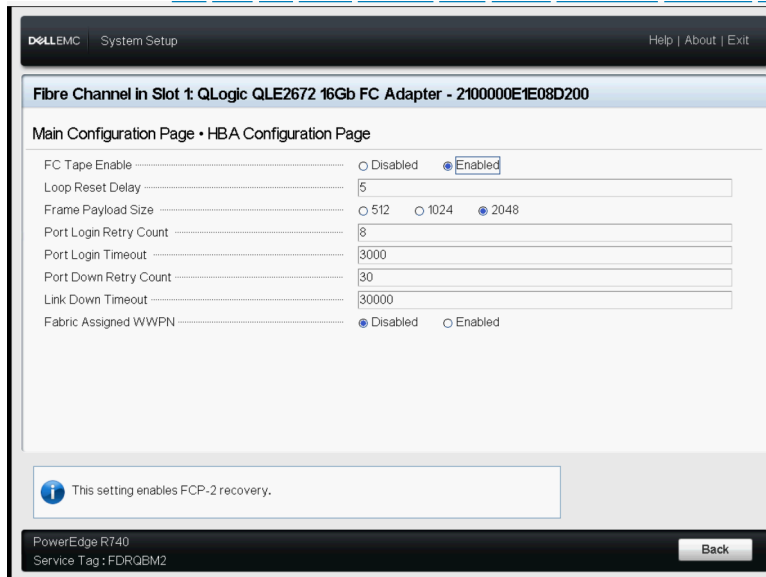 DELLEMC System Setup Help | About | Exit
Fibre Channel in Slot 1: QLogic QLE2672 16Gb FC Adapter - 2100000E1E08D200
Main Configuration Page • HBA Configuration Page
FC Tape Enable Disabled Enabled
Loop Reset Delay 5
Frame Payload Size 512 1024 2048
Port Login Retry Count 8
Port Login Timeout 3000
Port Down Retry Count 30
Link Down Timeout 30000
Fabric Assigned WWPN Disabled Enabled
This setting enables FCP-2 recovery.
PowerEdge R740
Service Tag : FDRQBM2
Back